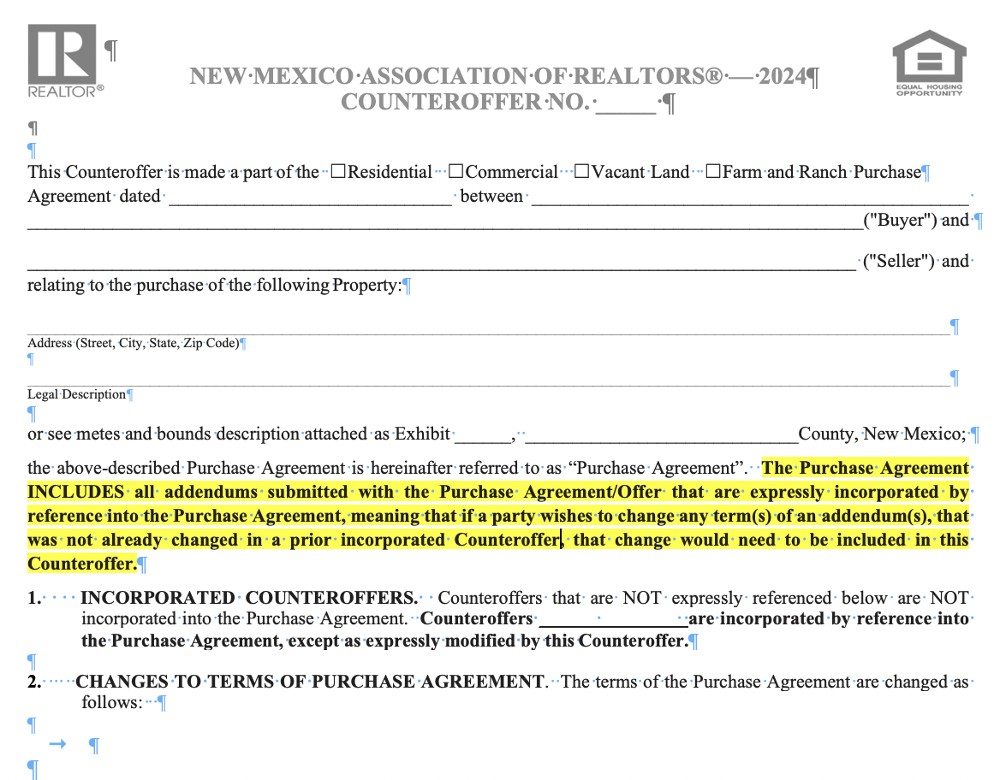 REALTOR®
EQUAL HOUSING
OPPORTUNITY
NEW MEXICO ASSOCIATION OF REALTORS® — 2024
COUNTEROFFER NO. _____
This Counteroffer is made a part of the ☐Residential ☐Commercial ☐Vacant Land ☐Farm and Ranch Purchase
Agreement dated ______________________________ between ______________________________________________
_________________________________________________________________________________________("Buyer") and
________________________________________________________________________________________ ("Seller") and
relating to the purchase of the following Property:
Address (Street, City, State, Zip Code)
Legal Description
or see metes and bounds description attached as Exhibit ______, _____________________________County, New Mexico;
the above-described Purchase Agreement is hereinafter referred to as “Purchase Agreement”. The Purchase Agreement
INCLUDES all addendums submitted with the Purchase Agreement/Offer that are expressly incorporated by
reference into the Purchase Agreement, meaning that if a party wishes to change any term(s) of an addendum(s), that
was not already changed in a prior incorporated Counteroffer, that change would need to be included in this
Counteroffer.
1. INCORPORATED COUNTEROFFERS. Counteroffers that are NOT expressly referenced below are NOT
incorporated into the Purchase Agreement. Counteroffers ________________are incorporated by reference into
the Purchase Agreement, except as expressly modified by this Counteroffer.
2. CHANGES TO TERMS OF PURCHASE AGREEMENT. The terms of the Purchase Agreement are changed as
follows: